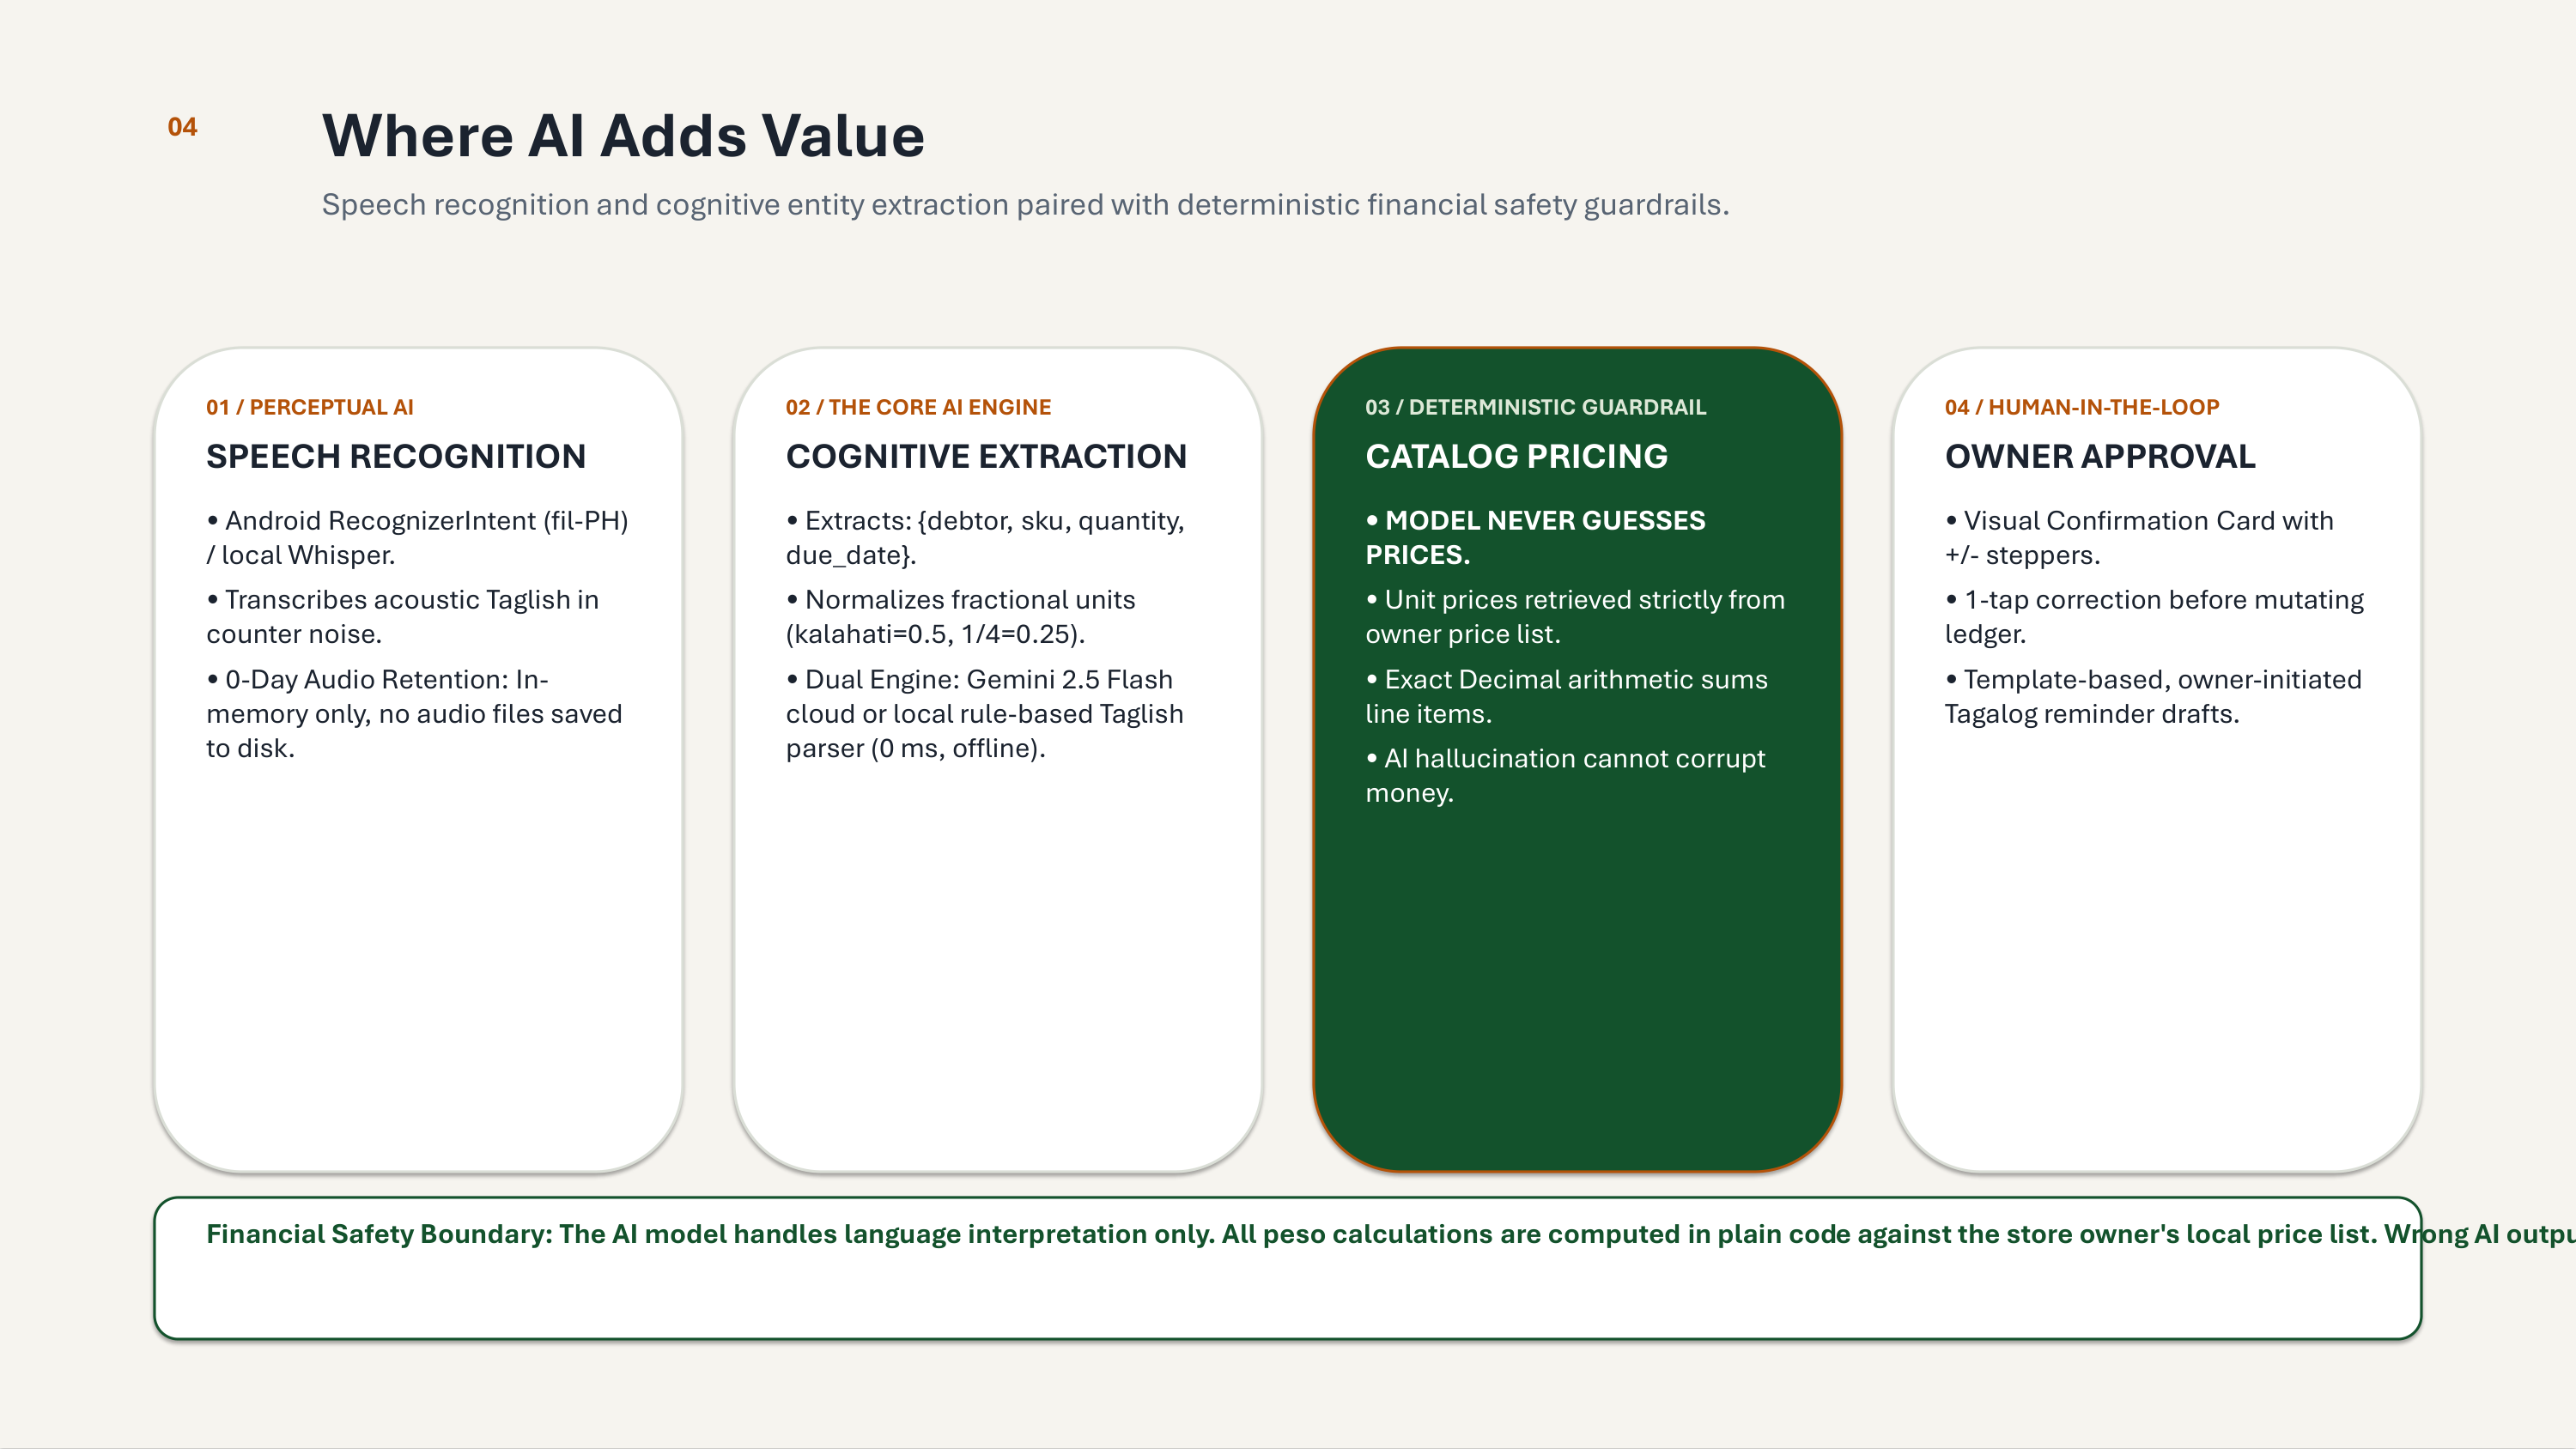 04
Where AI Adds Value
Speech recognition and cognitive entity extraction paired with deterministic financial safety guardrails.
01 / PERCEPTUAL AI
SPEECH RECOGNITION
• Android RecognizerIntent (fil-PH)
/ local Whisper.
• Transcribes acoustic Taglish in
counter noise.
• 0-Day Audio Retention: In-
memory only, no audio files saved
to disk.
02 / THE CORE AI ENGINE
COGNITIVE EXTRACTION
• Extracts: {debtor, sku, quantity,
due_date}.
• Normalizes fractional units
(kalahati=0.5, 1/4=0.25).
• Dual Engine: Gemini 2.5 Flash
cloud or local rule-based Taglish
parser (0 ms, offline).
03 / DETERMINISTIC GUARDRAIL
CATALOG PRICING
• MODEL NEVER GUESSES
PRICES.
• Unit prices retrieved strictly from
owner price list.
• Exact Decimal arithmetic sums
line items.
• AI hallucination cannot corrupt
money.
04 / HUMAN-IN-THE-LOOP
OWNER APPROVAL
• Visual Confirmation Card with
+/- steppers.
• 1-tap correction before mutating
ledger.
• Template-based, owner-initiated
Tagalog reminder drafts.
Financial Safety Boundary: The AI model handles language interpretation only. All peso calculations are computed in plain code against the store owner's local price list. Wrong AI